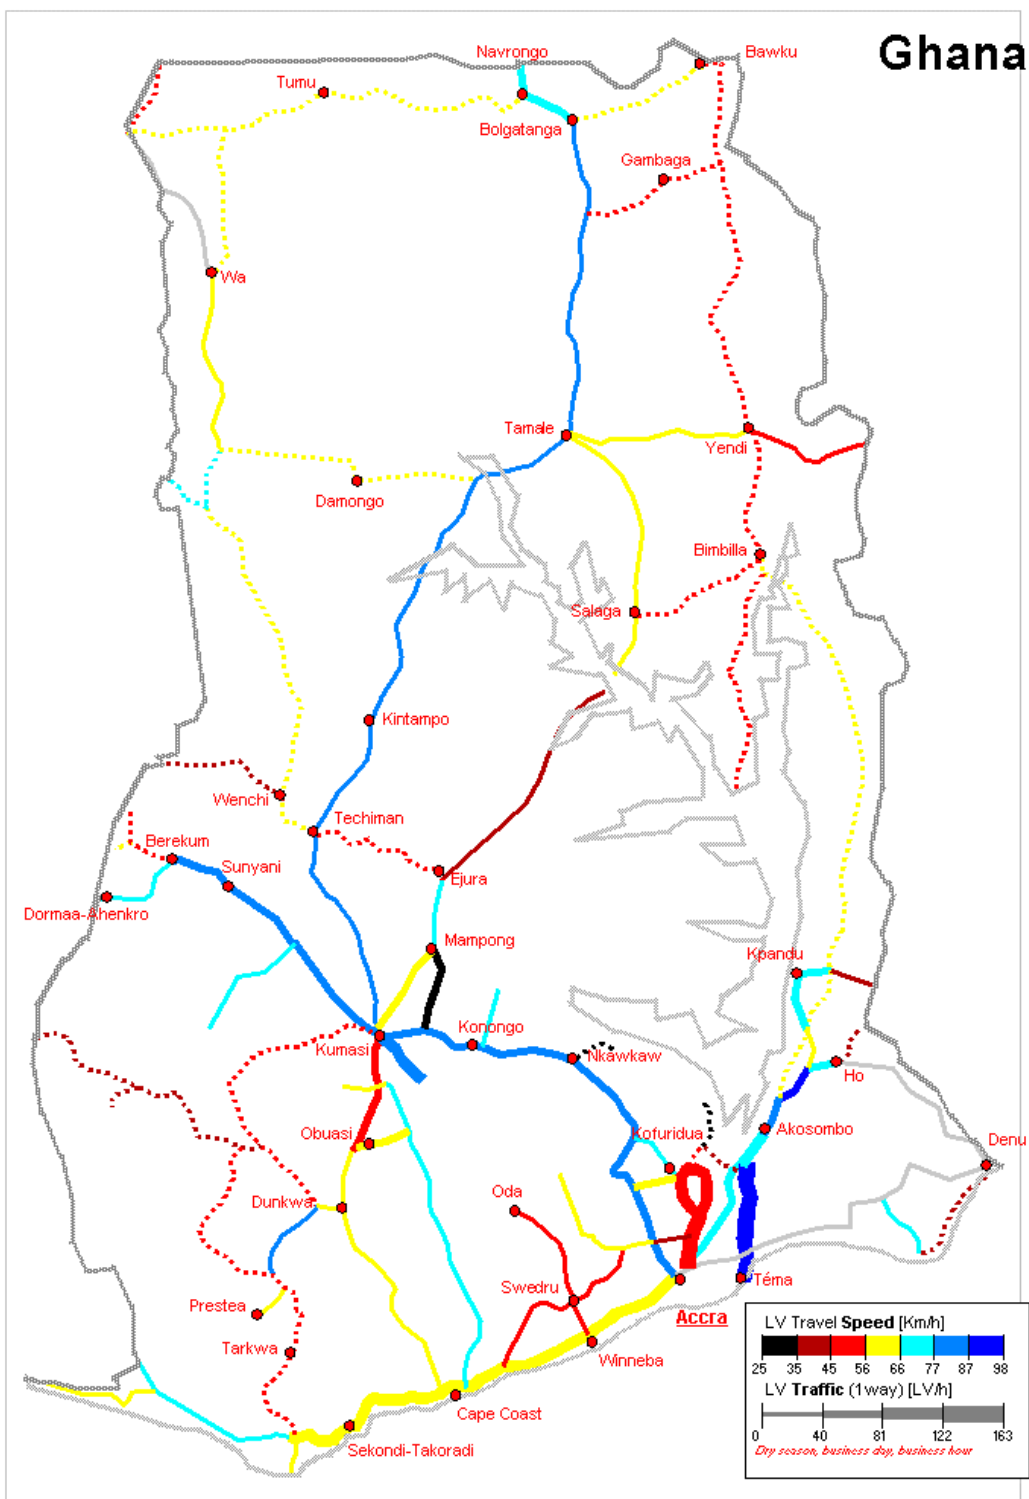 Ghana
Navrongo
Bawku
Tumu
Bolgatanga
Gambaga
Wa
Tamale
Yendi
Damongo
Bimbilla
Salaga
Kintampo
Wenchi
Techiman
Berekum
Sunyani
Ejura
Dormaa-Ahenkro
Mampong
Kpandu
Konongo
Kumasi
Nkawkaw
Ho
Obuasi
Kofuridua
Akosombo
Denu
Dunkwa
Oda
Prestea
Swedru
Téma
Accra
Tarkwa
Winneba
Cape Coast
Sekondi-Takoradi
LV Travel Speed [Km/h]
25 35 45 56 66 77 87 98
LV Traffic (1way) [LV/h]
0 40 81 122 163
Dry season, business day, business hour